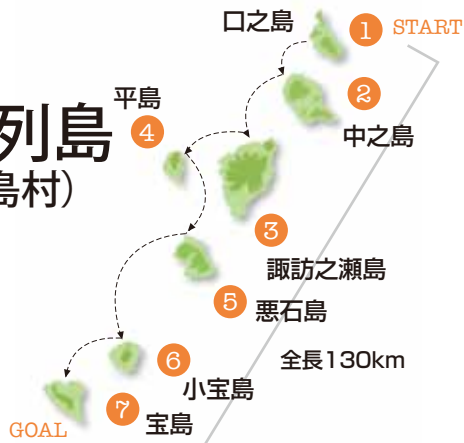 口之島
1 START
2
中之島
平島
4
列島
島村）
3
諏訪之瀬島
5
悪石島
全長130km
6
小宝島
7
宝島
GOAL